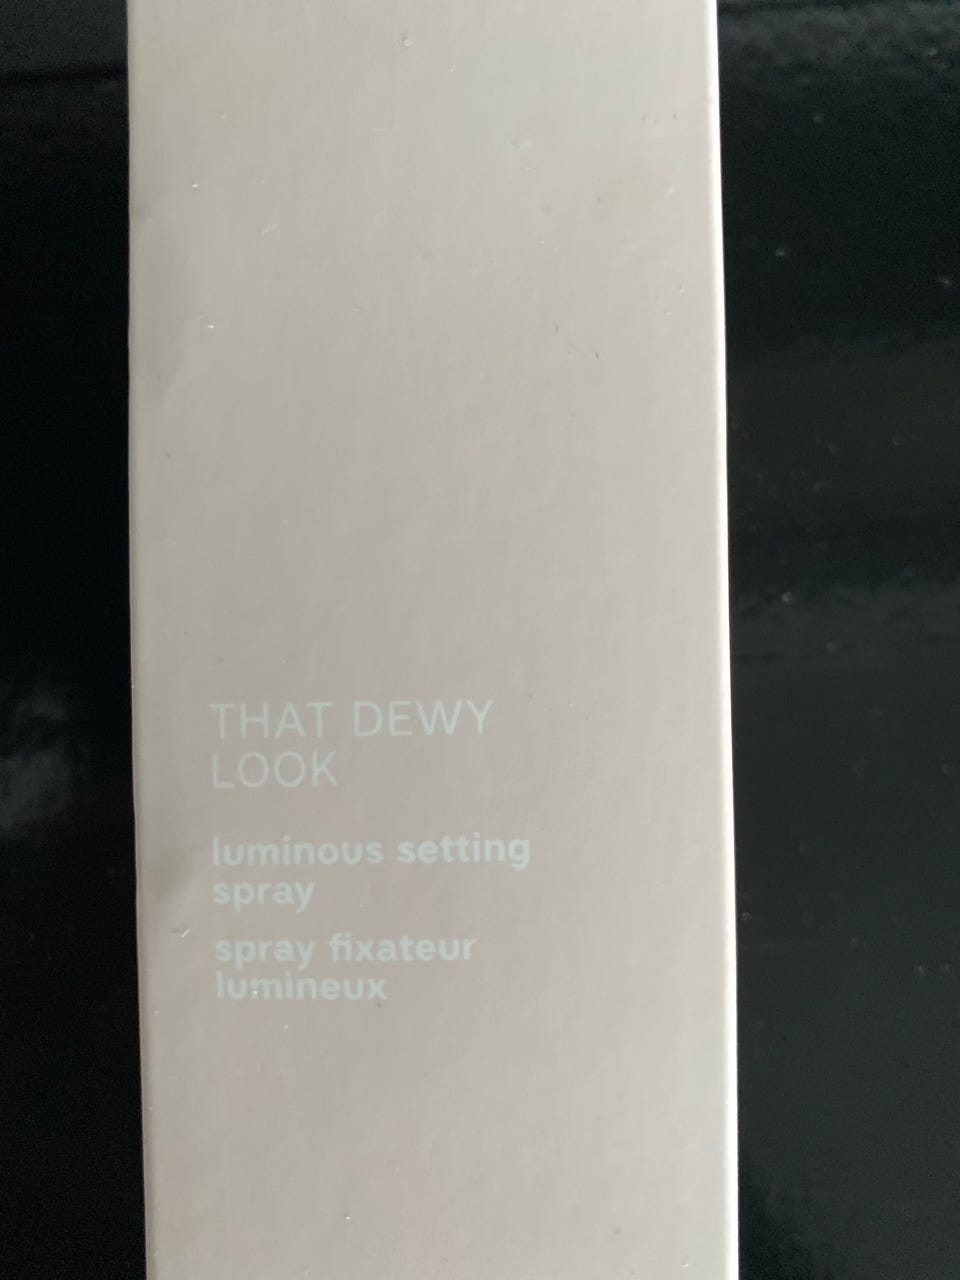 THAT DEWY
LOOK
luminous setting
spray
spray fixateur
lumineux